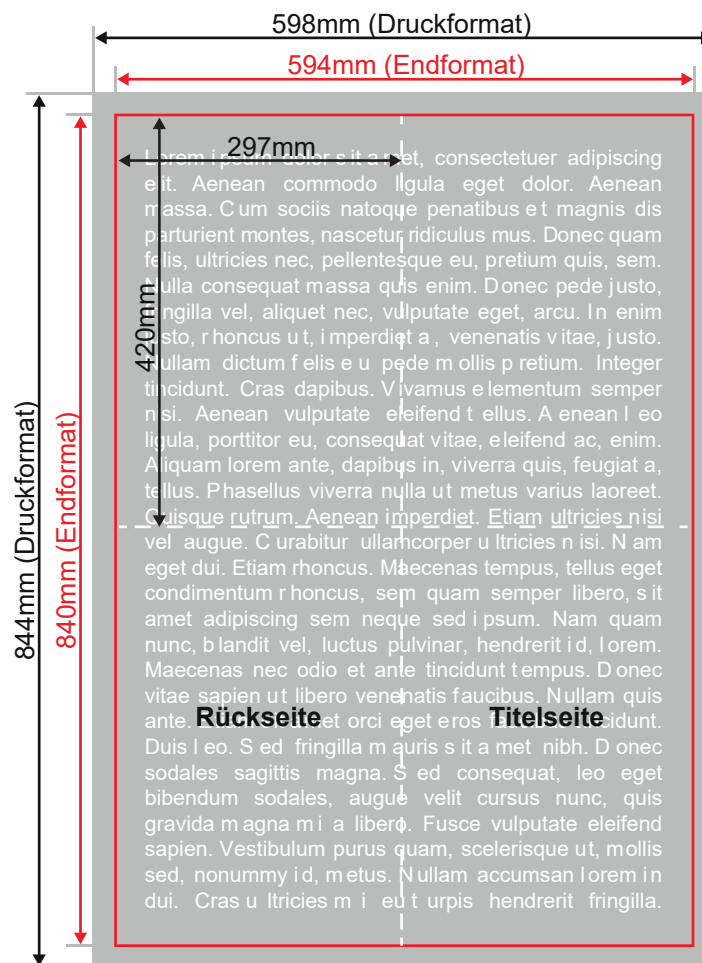 598mm (Druckformat)
594mm (Endformat)
297mm
420mm
844mm (Druckformat)
840mm (Endformat)
Lorem ipsum dolor sit amet, consectetuer adipiscing
elit. Aenean commodo ligula eget dolor. Aenean
massa. Cum sociis natoque penatibus et magnis dis
parturient montes, nascetur ridiculus mus. Donec quam
felis, ultricies nec, pellentesque eu, pretium quis, sem.
Nulla consequat massa quis enim. Donec pede justo,
fringilla vel, aliquet nec, vulputate eget, arcu. In enim
justo, rhoncus ut, imperdiet a, venenatis vitae, justo.
Nullam dictum felis eu pede mollis pretium. Integer
tincidunt. Cras dapibus. Vivamus elementum semper
nisi. Aenean vulputate eleifend tellus. Aenean leo
ligula, porttitor eu, consequat vitae, eleifend ac, enim.
Aliquam lorem ante, dapibus in, viverra quis, feugiat a,
tellus. Phasellus viverra nulla ut metus varius laoreet.
Quisque rutrum. Aenean imperdiet. Etiam ultricies nisi
vel augue. Curabitur ullamcorper ultricies nisi. Nam
eget dui. Etiam rhoncus. Maecenas tempus, tellus eget
condimentum rhoncus, sem quam semper libero, sit
amet adipiscing sem neque sed ipsum. Nam quam
nunc, blandit vel, luctus pulvinar, hendrerit id, lorem.
Maecenas nec odio et ante tincidunt tempus. Donec
vitae sapien ut libero venenatis faucibus. Nullam quis
ante. orci eget eros
Rückseite
Titelseite
Duis leo. Sed fringilla mauris sit amet nibh. Donec
sodales sagittis magna. Sed consequat, leo eget
bibendum sodales, augue velit cursus nunc, quis
gravida magna mi a libero. Fusce vulputate eleifend
sapien. Vestibulum purus quam, scelerisque ut, mollis
sed, nonummy id, metus. Nullam accumsan lorem in
dui. Cras ultricies mi eu turpis hendrerit fringilla.